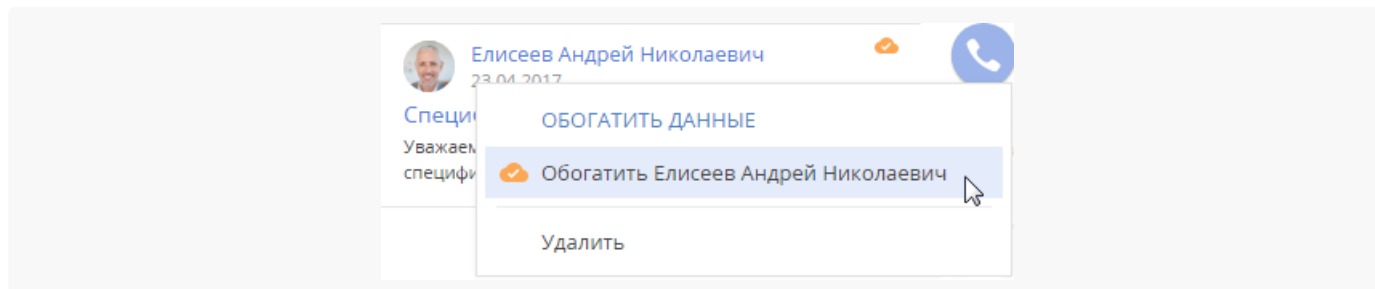 Елисеев Андрей Николаевич
23.04.2017
ОБОГАТИТЬ ДАННЫЕ
Обогатить Елисеев Андрей Николаевич
Удалить